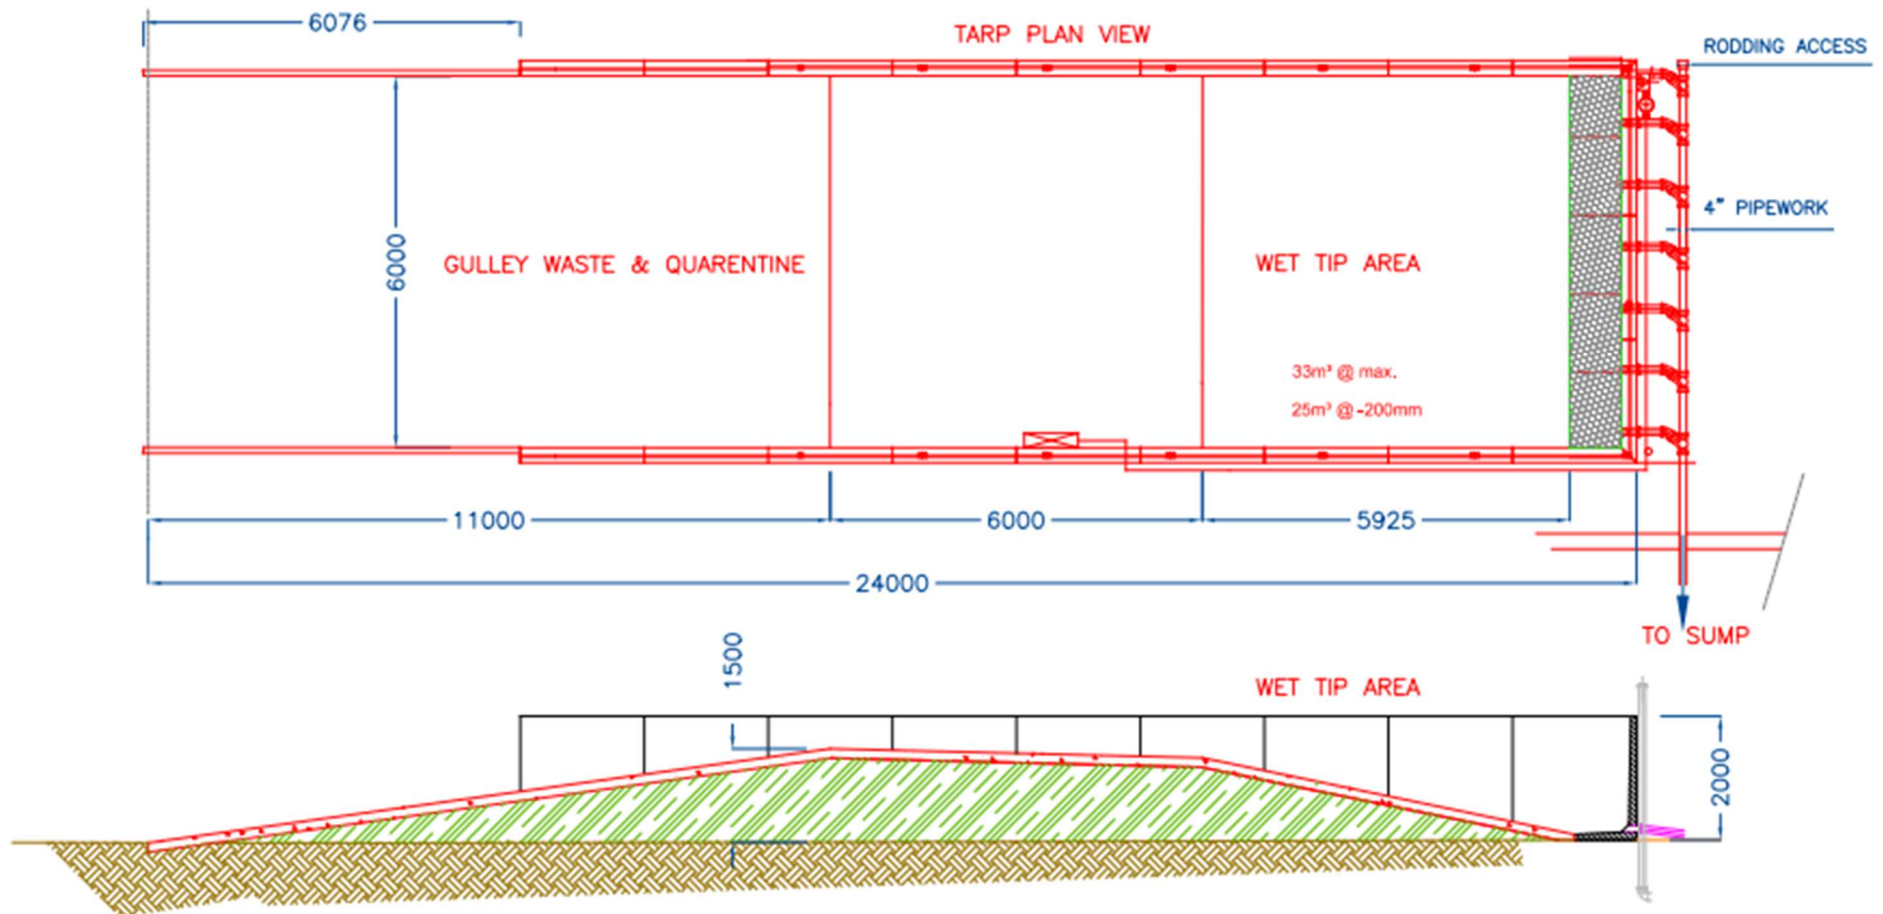 6076
TARP PLAN VIEW
RODDING ACCESS
6000
GULLEY WASTE & QUARENTINE
WET TIP AREA
4" PIPEWORK
33m³ @ max.
25m³ @ -200mm
11000
6000
5925
24000
TO SUMP
1500
WET TIP AREA
2000